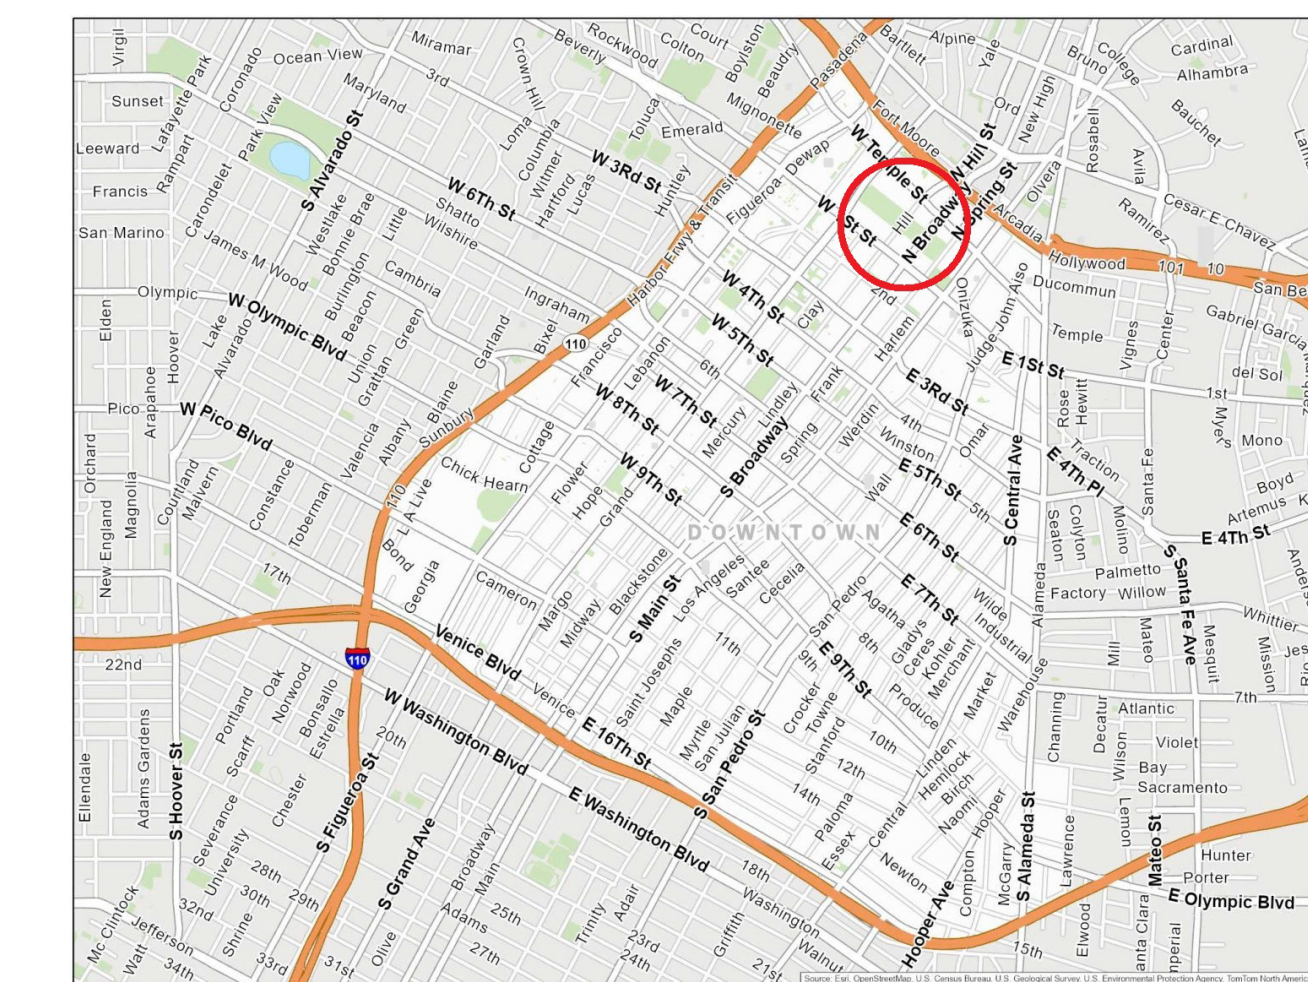 Virgil
Ocean View
Miramar
Crown Hill
Beverly
Rockwood
Colton
Court
Boylston
Beaudry
Pasadena
Bartlett
Alpine
Yale
Bruno
College
Cardinal
Alhambra
Sunset
Lafayette Park
Coronado
Park View
3rd
Maryland
Loma
Columbia
Witmer
Hartford
Lucas
Toluca
Emerald
Mignonette
Fort Moore
Ord
New High
Rosabell
Bauchet
Avila
Leeward
Rampart
Francis
Carondelet
S Alvarado St
W 6Th St
W 3Rd St
Huntley
Figueroa
Dewap
W Temple St
N Hill St
N Broadway
N Spring St
Olvera
Arcadia
Ramirez
Cesar E Chavez
San Marino
James M Wood
Westlake
Bonnie Brae
Little
Shatto
Wilshire
Harbor Frwy & Transit
W 1St St
Hill
Hollywood
101
10
Olympic
W Olympic Blvd
Burlington
Beacon
Cambria
Ingraham
Green
Garland
Bixel
110
Francisco
W 4Th St
W 5Th St
Clay
2nd
Harlem
Onizuka
Judge John Aiso
Ducommun
Temple
Vignes
Center
Gabriel Garcia
del Sol
Elden
Hoover
Lake
Alvarado
Union
Grattan
Lebanon
6th
E 1St St
1st
Pico
Arapahoe
W Pico Blvd
Valencia
Albany
Blaine
Sunbury
W 8Th St
W 7Th St
Mercury
Lindley
Frank
Spring
Werdin
E 3Rd St
4th
Winston
Omar
Rose
Hewitt
Traction
Santa Fe
Myers
Mono
Boyd
Artemus
Orchard
Magnolia
New England
Courtland
Malvern
Constance
Toberman
110
L A Live
Chick Hearn
Cottage
Flower
Hope
Grand
W 9Th St
S Broadway
Wall
E 5Th St
5th
S Central Ave
E 4Th Pl
E 4Th St
DOWNTOWN
E 6Th St
Seaton
Colyton
Molino
S Santa Fe Ave
17th
Bond
Georgia
Cameron
Margo
Midway
Blackstone
S Main St
Los Angeles
Santee
Cecelia
San Pedro
Agatha
E 7Th St
Wilde
Industrial
Alameda
Palmetto
Factory
Willow
Whittier
22nd
110
Venice Blvd
Venice
Saint Josephs
11th
Maple
8th
9th
E 9Th St
Gladys
Ceres
Kohler
Merchant
Market
Warehouse
Mill
Mateo
Mesquit
Mission
7th
Portland
Oak
Norwood
Bonsallo
Estrella
Scarff
W Washington Blvd
E 16Th St
Myrtle
San Julian
S San Pedro St
Crocker
Towne
Stanford
Produce
10th
12th
14th
Channing
Decatur
Atlantic
Wilson
Violet
Bay
Sacramento
Ellendale
Adams Gardens
S Hoover St
20th
Chester
Severance
University
S Figueroa St
E Washington Blvd
Paloma
Essex
Central
Linden
Hemlock
Birch
Naomi
Hooper
S Alameda St
Lawrence
Lemon
Mateo St
Hunter
Porter
28th
30th
29th
32nd
Shrine
33rd
31st
Jefferson
Mc Clintock
Watt
34th
S Grand Ave
Broadway
Main
Adams
25th
27th
Olive
Trinity
Adair
23rd
24th
Griffith
18th
Washington
21st
Walnut
Newton
Hooper Ave
Compton
McGarry
15th
Elwood
E Olympic Blvd
Source: Esri, OpenStreetMap, U.S. Census Bureau, U.S. Geological Survey, U.S. Environmental Protection Agency, TomTom North Americ